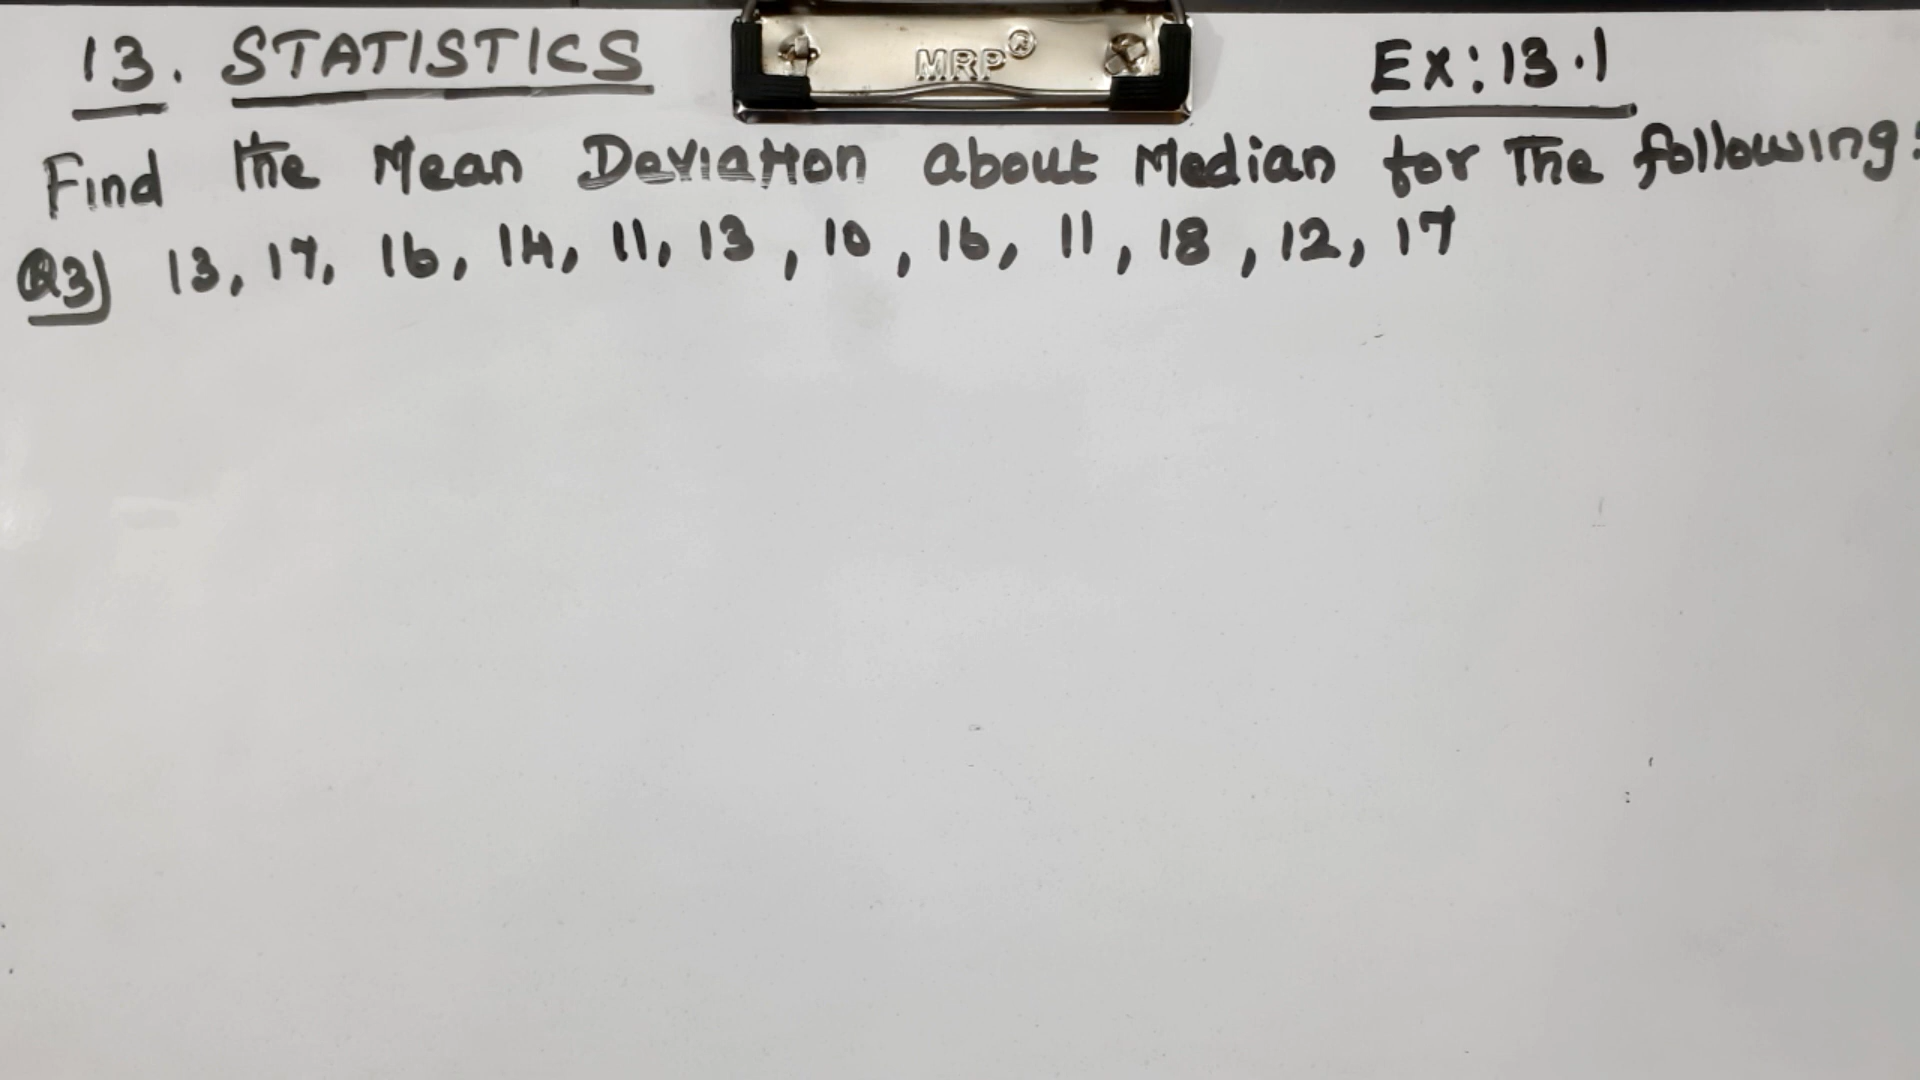 13. STATISTICS MRP® Ex: 13.1
Find the Mean Deviation about Median for The following:
Q3) 13, 17, 16, 14, 11, 13, 10, 16, 11, 18, 12, 17